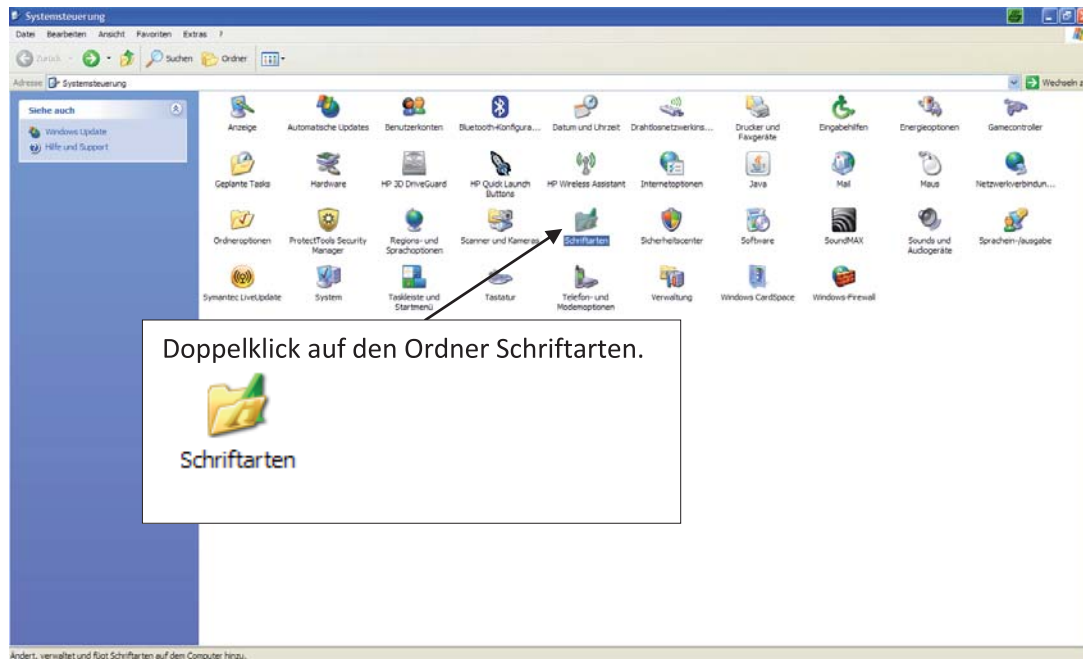 Systemsteuerung
Datei Bearbeiten Ansicht Favoriten Extras ?
Zurück Suchen Ordner
Adresse Systemsteuerung Wechseln z
Siehe auch
Windows Update
Hilfe und Support
Anzeige Automatische Updates Benutzerkonten Bluetooth-Konfigura... Datum und Uhrzeit Drahtlosnetzwerkins... Drucker und Faxgeräte Eingabehilfen Energieoptionen Gamecontroller
Geplante Tasks Hardware HP 3D DriveGuard HP Quick Launch Buttons HP Wireless Assistant Internetoptionen Java Mail Maus Netzwerkverbindun...
Ordneroptionen ProtectTools Security Manager Regions- und Sprachoptionen Scanner und Kameras Schriftarten Sicherheitscenter Software SoundMAX Sounds und Audiogeräte Sprachein-/ausgabe
Symantec LiveUpdate System Taskleiste und Startmenü Tastatur Telefon- und Modemoptionen Verwaltung Windows CardSpace Windows-Firewall
Doppelklick auf den Ordner Schriftarten.
Schriftarten
Ändert, verwaltet und fügt Schriftarten auf dem Computer hinzu.